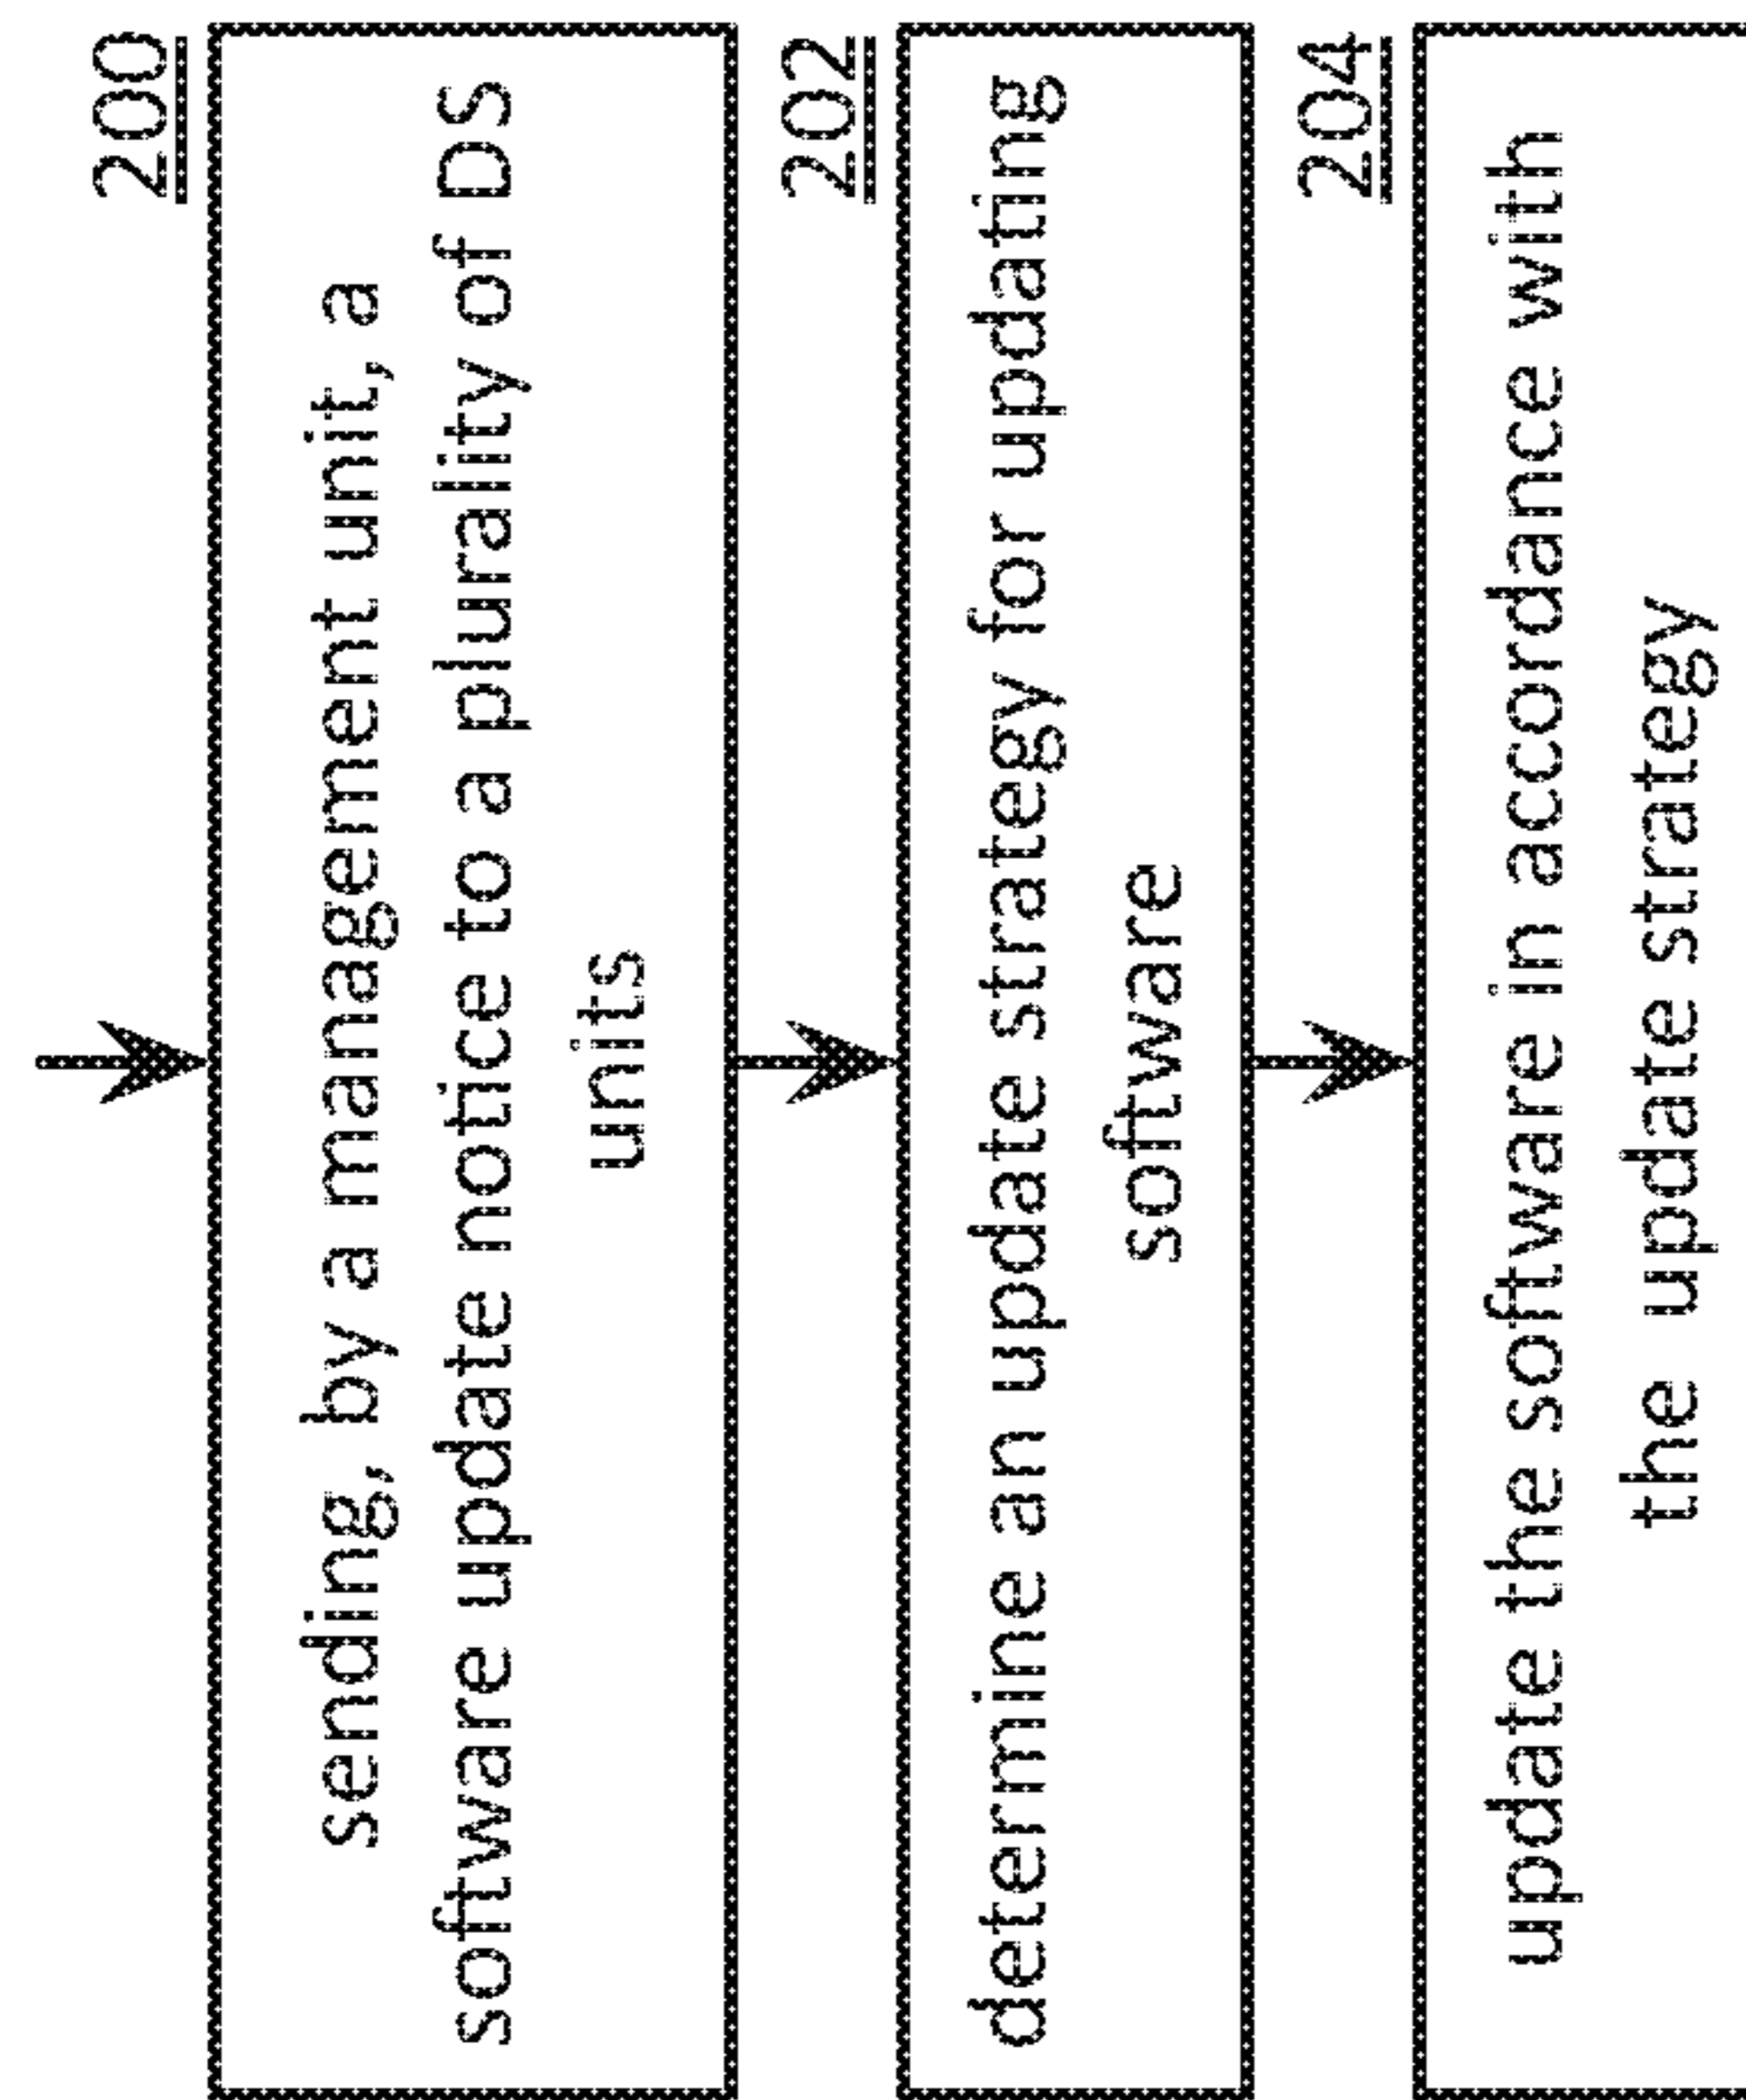 200
sending, by a management unit, a
software update notice to a plurality of DS
units
202
determine an update strategy for updating
software
204
update the software in accordance with
the update strategy